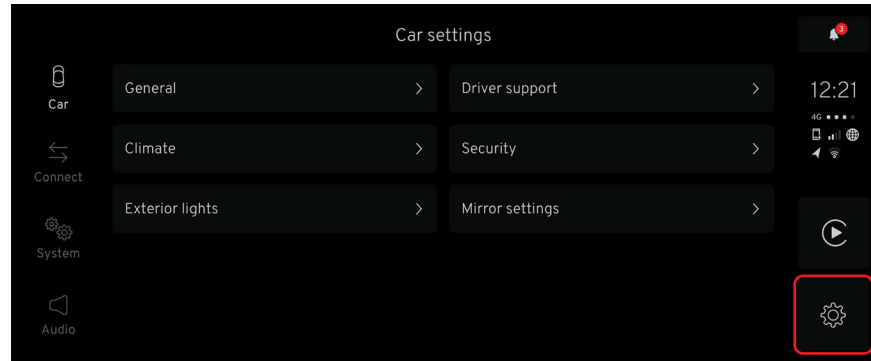 Car settings
3
Car
General
Driver support
12:21
4G
Climate
Security
Connect
Exterior lights
Mirror settings
System
Audio